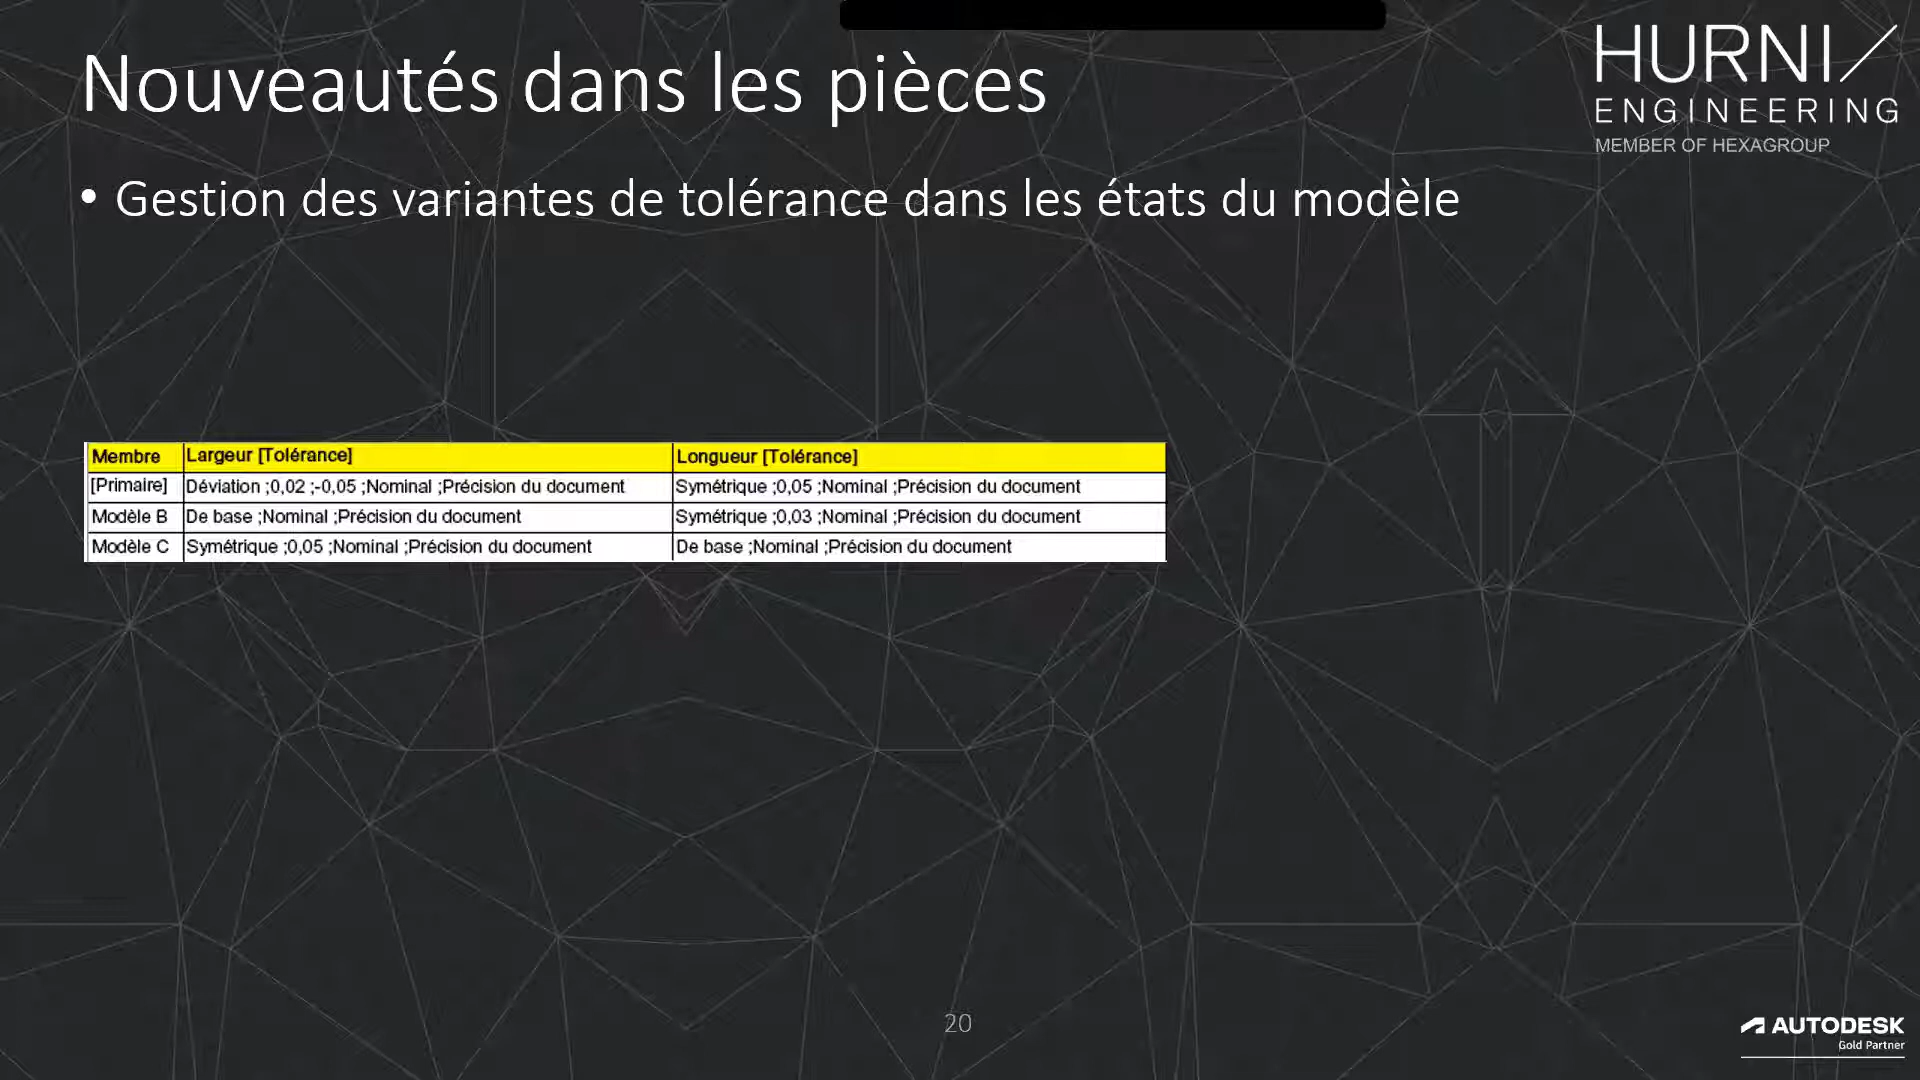 Nouveautés dans les pièces
HURNI
ENGINEERING
MEMBER OF HEXAGROUP
• Gestion des variantes de tolérance dans les états du modèle
Membre Largeur [Tolérance] Longueur [Tolérance]
[Primaire] Déviation ;0,02 ;-0,05 ;Nominal ;Précision du document Symétrique ;0,05 ;Nominal ;Précision du document
Modèle B De base ;Nominal ;Précision du document Symétrique ;0,03 ;Nominal ;Précision du document
Modèle C Symétrique ;0,05 ;Nominal ;Précision du document De base ;Nominal ;Précision du document
20
AUTODESK
Gold Partner